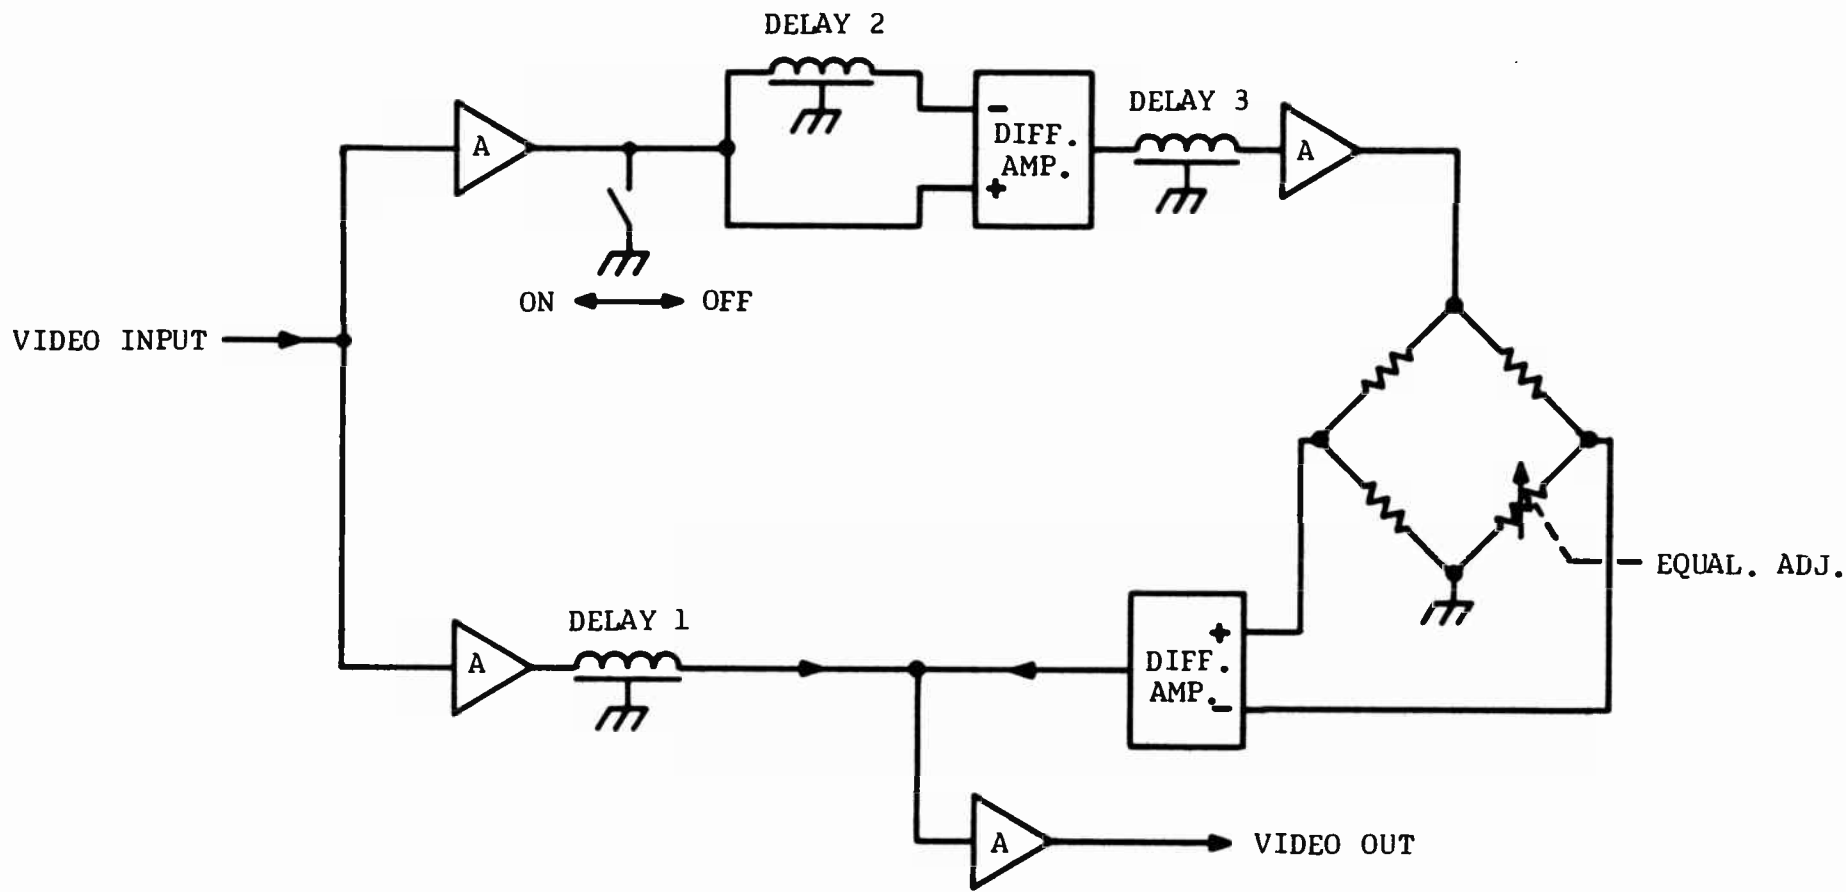 DELAY 2
A
-
DIFF.
AMP.
+
DELAY 3
A
ON
OFF
VIDEO INPUT
EQUAL. ADJ.
A
DELAY 1
+
DIFF.
AMP.
-
A
VIDEO OUT